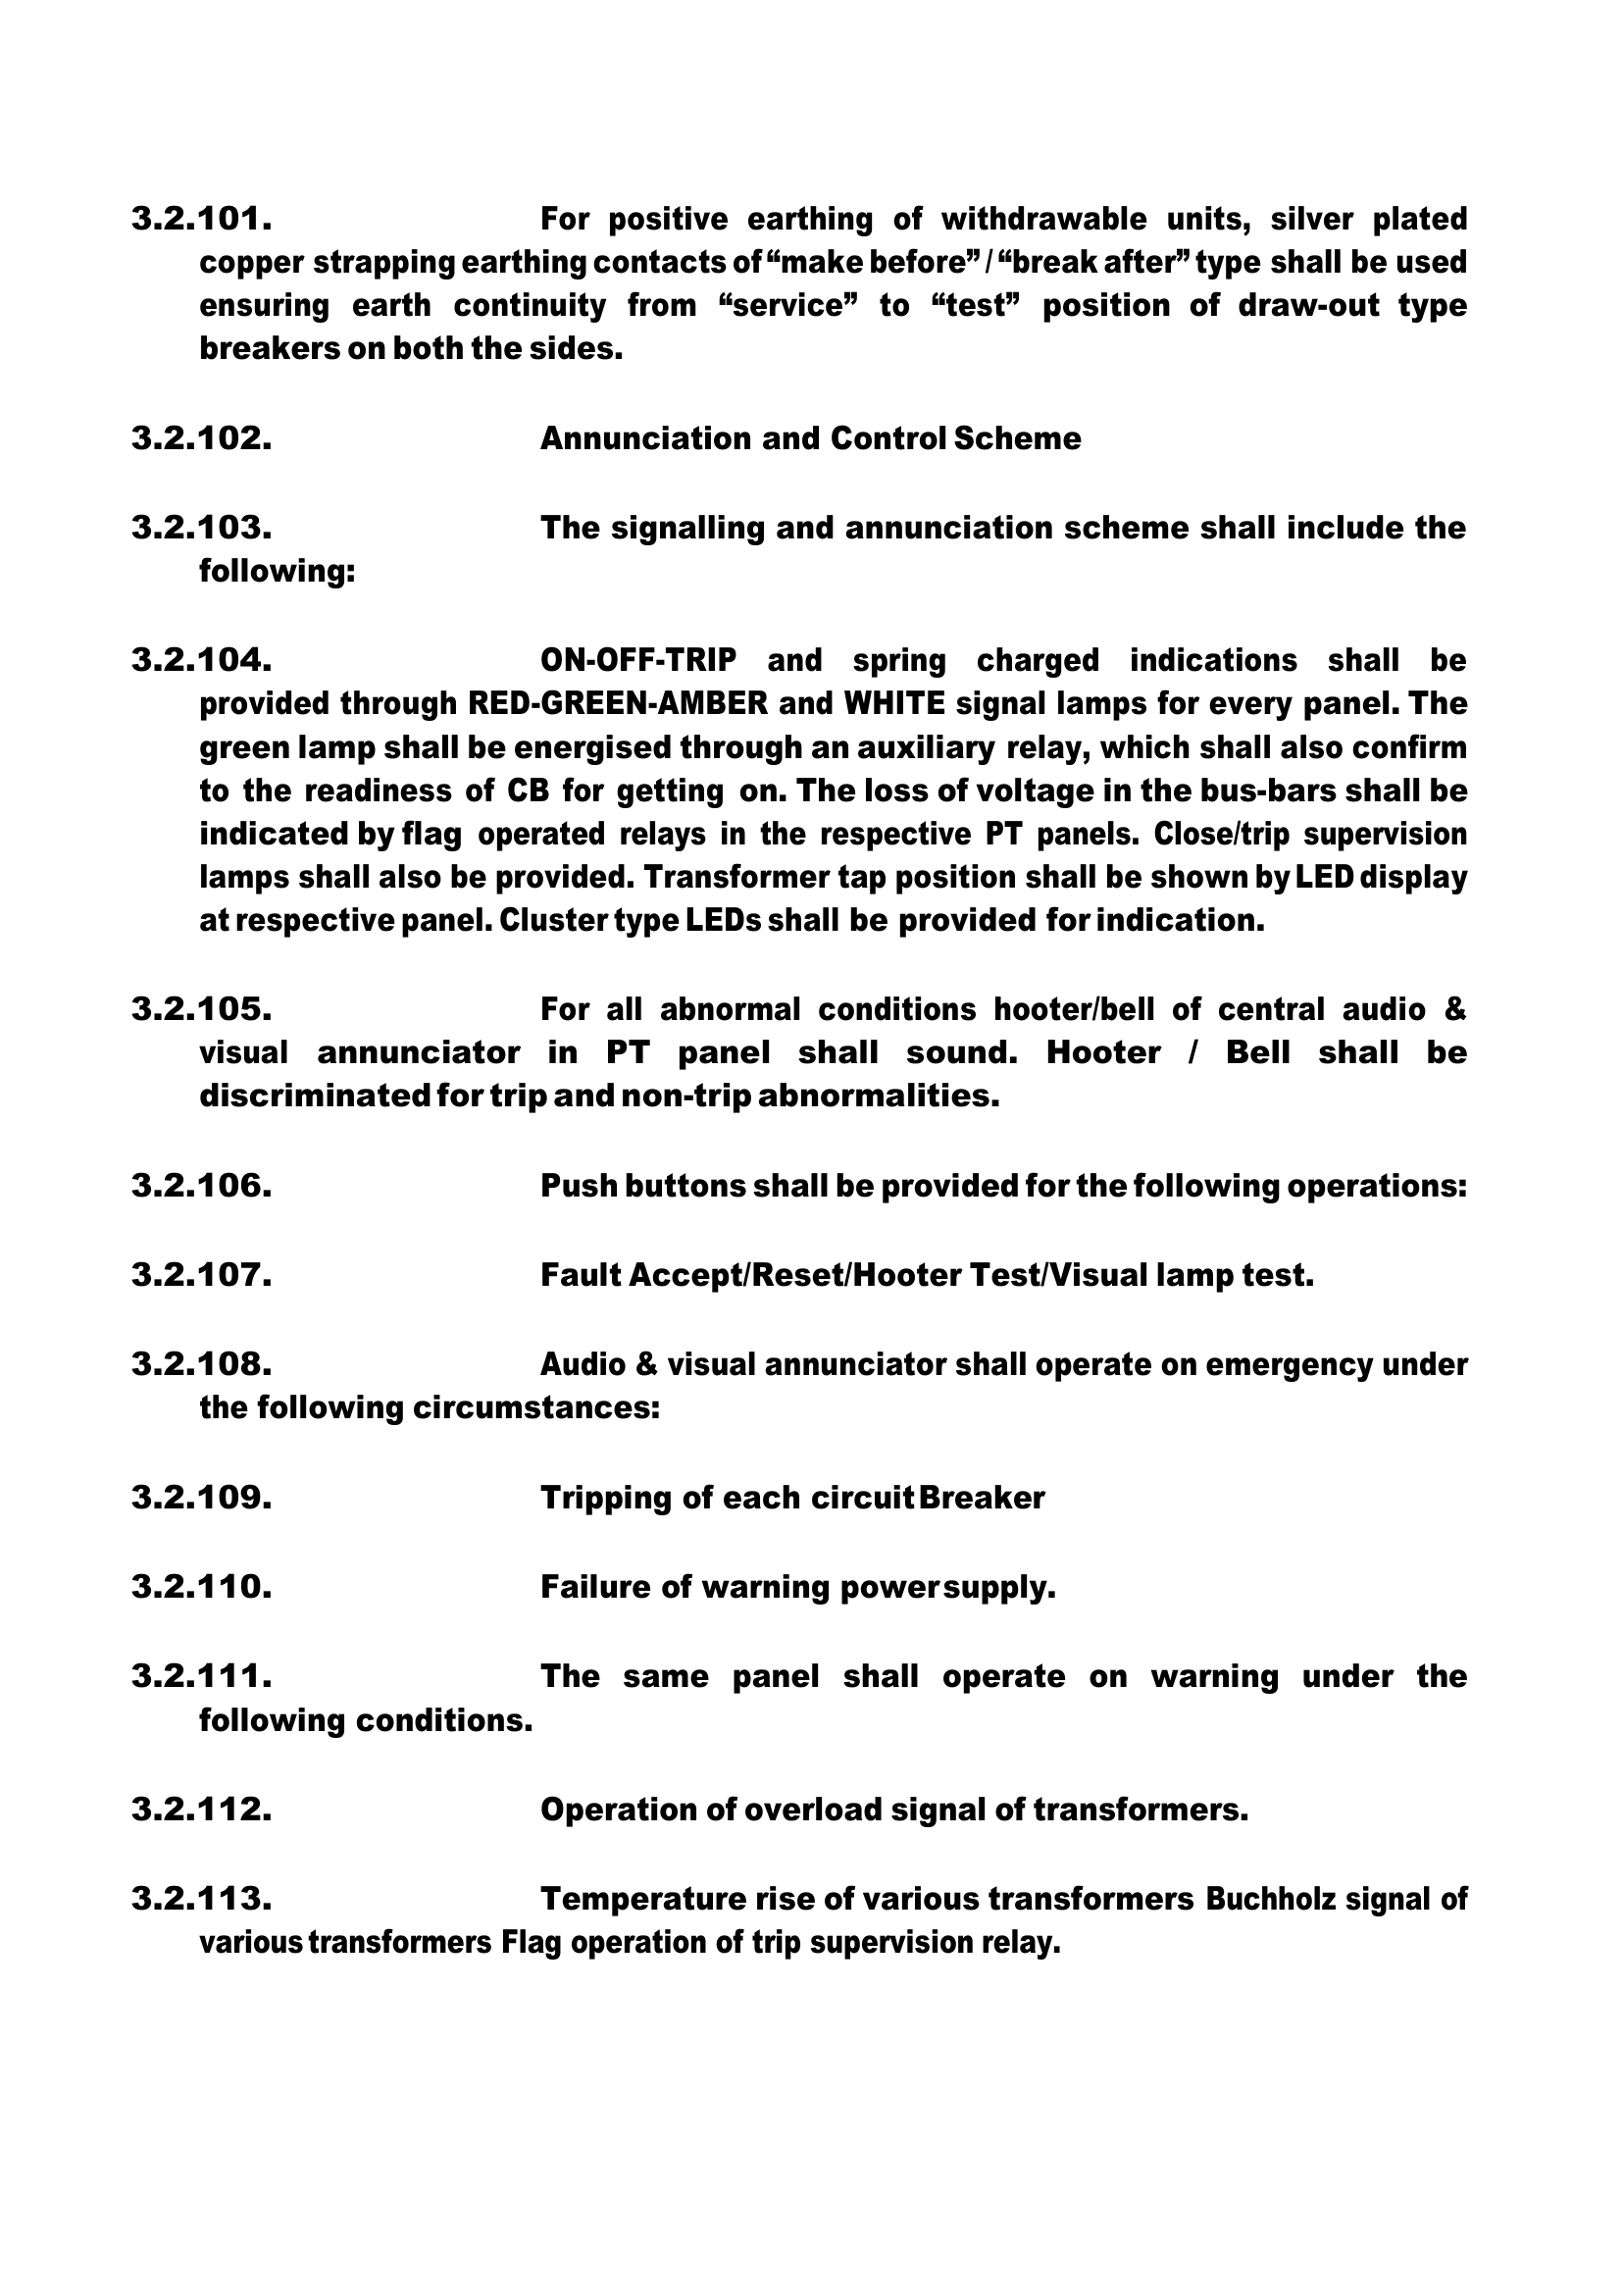 3.2.101. For positive earthing of withdrawable units, silver plated
copper strapping earthing contacts of “make before” / “break after” type shall be used
ensuring earth continuity from “service” to “test” position of draw-out type
breakers on both the sides.
3.2.102. Annunciation and Control Scheme
3.2.103. The signalling and annunciation scheme shall include the
following:
3.2.104. ON-OFF-TRIP and spring charged indications shall be
provided through RED-GREEN-AMBER and WHITE signal lamps for every panel. The
green lamp shall be energised through an auxiliary relay, which shall also confirm
to the readiness of CB for getting on. The loss of voltage in the bus-bars shall be
indicated by flag operated relays in the respective PT panels. Close/trip supervision
lamps shall also be provided. Transformer tap position shall be shown by LED display
at respective panel. Cluster type LEDs shall be provided for indication.
3.2.105. For all abnormal conditions hooter/bell of central audio &
visual annunciator in PT panel shall sound. Hooter / Bell shall be
discriminated for trip and non-trip abnormalities.
3.2.106. Push buttons shall be provided for the following operations:
3.2.107. Fault Accept/Reset/Hooter Test/Visual lamp test.
3.2.108. Audio & visual annunciator shall operate on emergency under
the following circumstances:
3.2.109. Tripping of each circuit Breaker
3.2.110. Failure of warning power supply.
3.2.111. The same panel shall operate on warning under the
following conditions.
3.2.112. Operation of overload signal of transformers.
3.2.113. Temperature rise of various transformers Buchholz signal of
various transformers Flag operation of trip supervision relay.